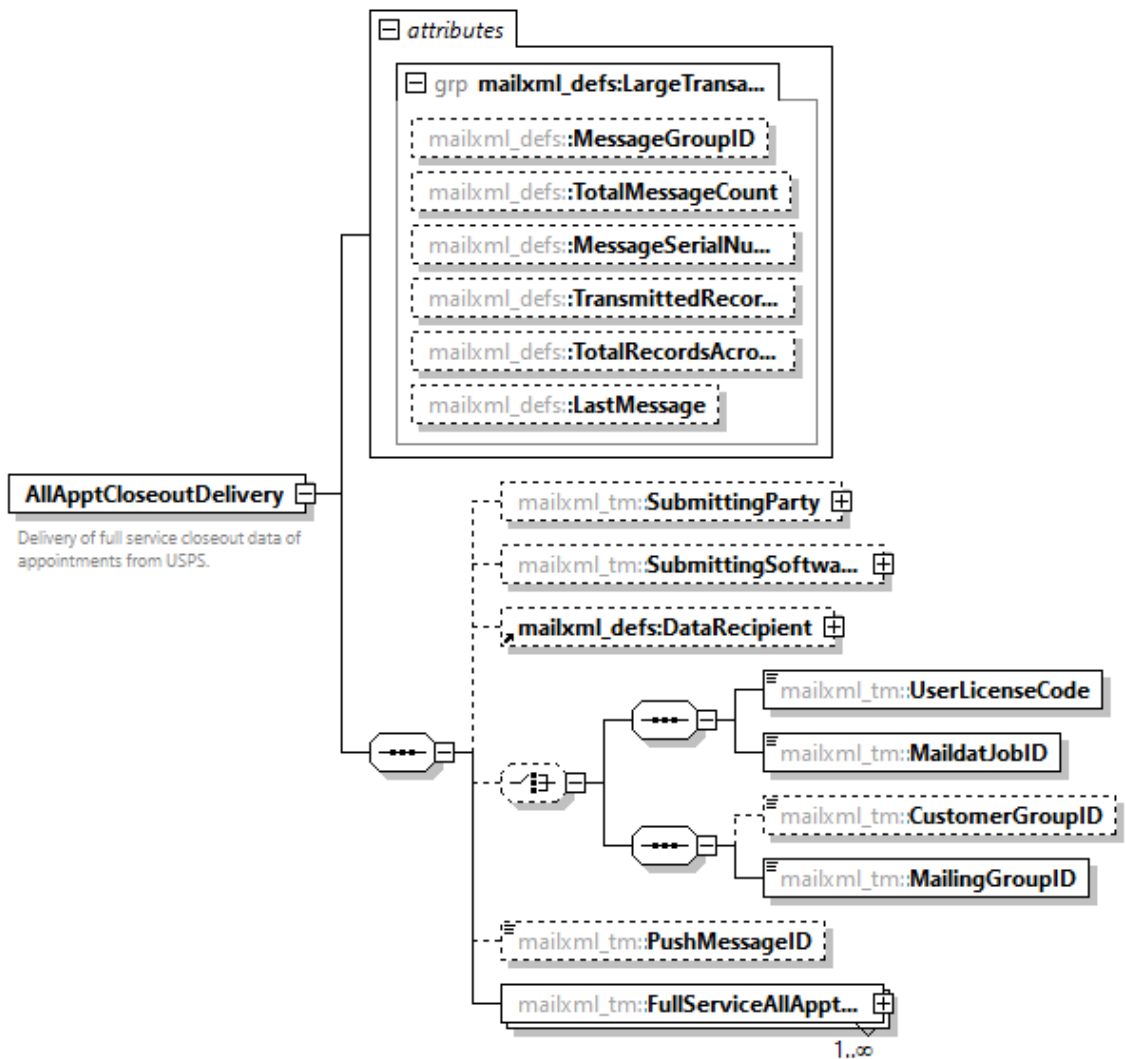 attributes
grp mailxml_defs:LargeTransa...
mailxml_defs::MessageGroupID
mailxml_defs::TotalMessageCount
mailxml_defs::MessageSerialNu...
mailxml_defs::TransmittedRecor...
mailxml_defs::TotalRecordsAcro...
mailxml_defs::LastMessage
AllApptCloseoutDelivery
Delivery of full service closeout data of
appointments from USPS.
mailxml_tm::SubmittingParty
mailxml_tm::SubmittingSoftwa...
mailxml_defs:DataRecipient
mailxml_tm::UserLicenseCode
mailxml_tm::MaildatJobID
mailxml_tm::CustomerGroupID
mailxml_tm::MailingGroupID
mailxml_tm::PushMessageID
mailxml_tm::FullServiceAllAppt...
1..∞